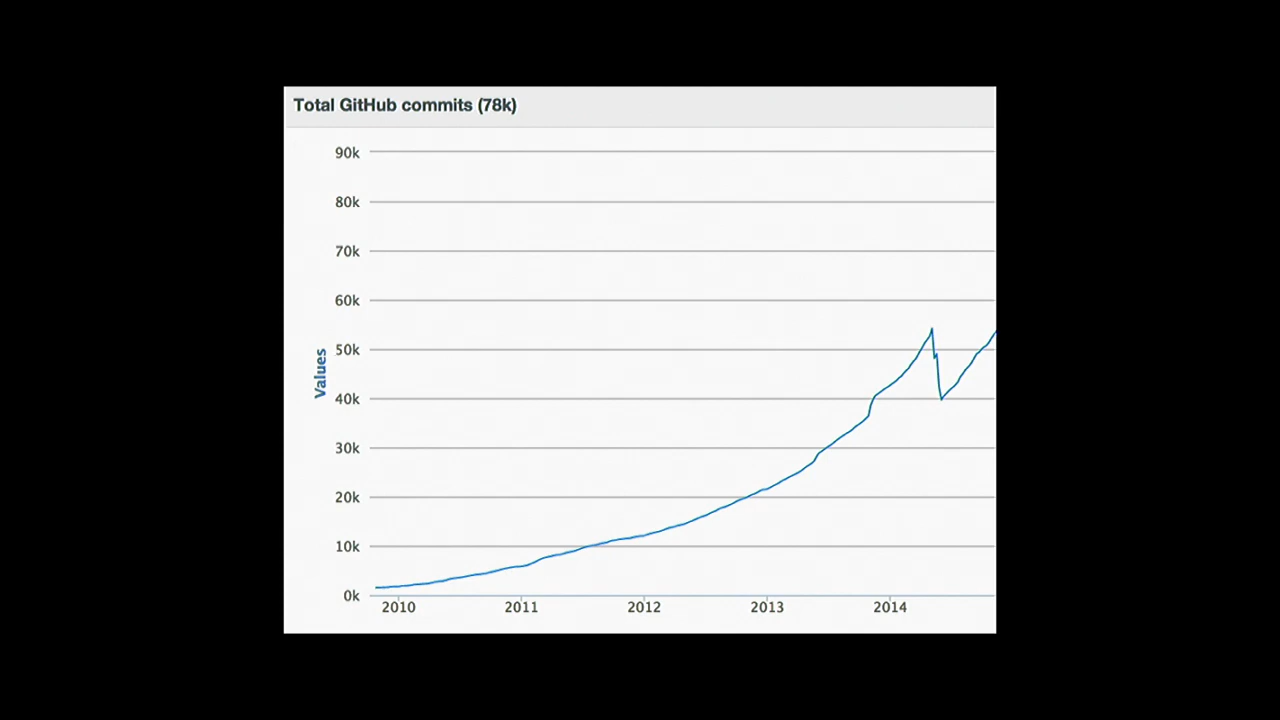 Total GitHub commits (78k)
90k
80k
70k
60k
50k
40k
30k
20k
10k
0k
Values
2010 2011 2012 2013 2014